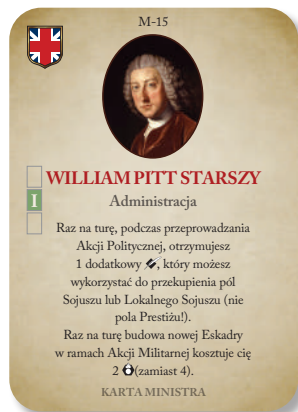 M-15
WILLIAM PITT STARSZY
I
Administracja
Raz na turę, podczas przeprowadzania
Akcji Politycznej, otrzymujesz
1 dodatkowy , który możesz
wykorzystać do przekupienia pól
Sojuszu lub Lokalnego Sojuszu (nie
pola Prestiżu!).
Raz na turę budowa nowej Eskadry
w ramach Akcji Militarnej kosztuje cię
2 (zamiast 4).
KARTA MINISTRA